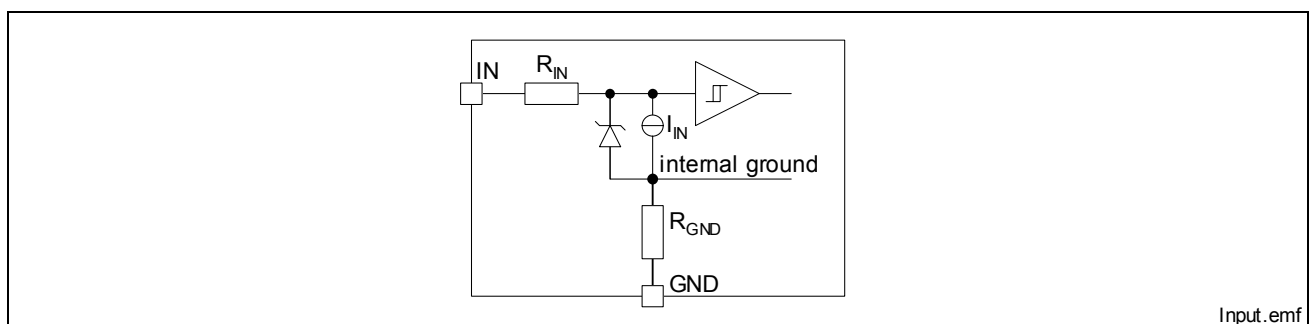 IN
R_IN
I_IN
internal ground
R_GND
GND
Input.emf